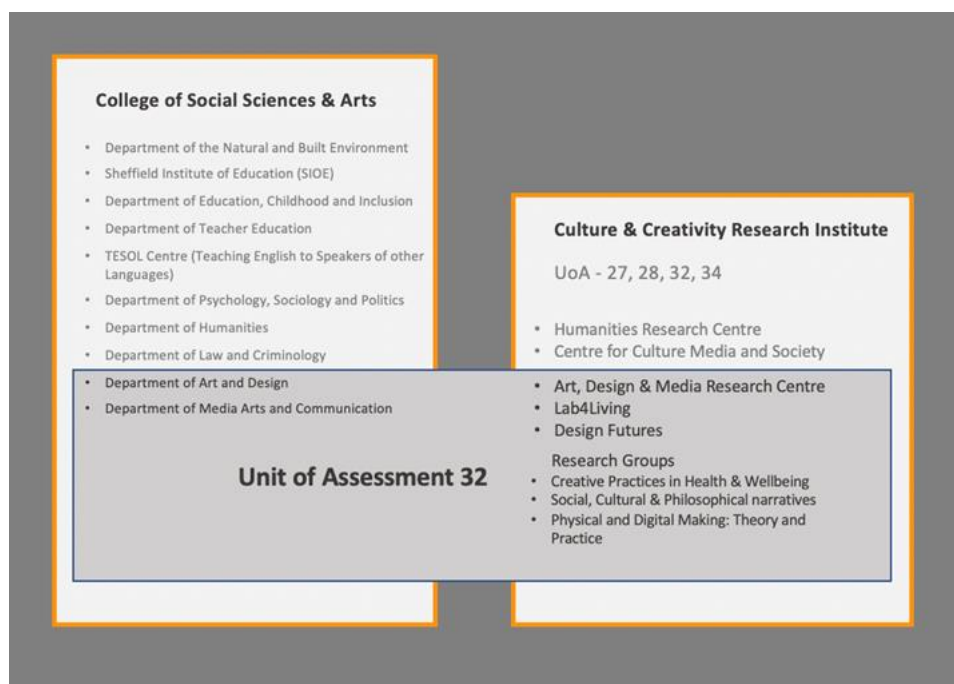 College of Social Sciences & Arts
• Department of the Natural and Built Environment
• Sheffield Institute of Education (SIOE)
• Department of Education, Childhood and Inclusion
• Department of Teacher Education
• TESOL Centre (Teaching English to Speakers of other
Languages)
• Department of Psychology, Sociology and Politics
• Department of Humanities
• Department of Law and Criminology
• Department of Art and Design
• Department of Media Arts and Communication
Culture & Creativity Research Institute
UoA - 27, 28, 32, 34
• Humanities Research Centre
• Centre for Culture Media and Society
• Art, Design & Media Research Centre
• Lab4Living
• Design Futures
Research Groups
• Creative Practices in Health & Wellbeing
• Social, Cultural & Philosophical narratives
• Physical and Digital Making: Theory and
Practice
Unit of Assessment 32